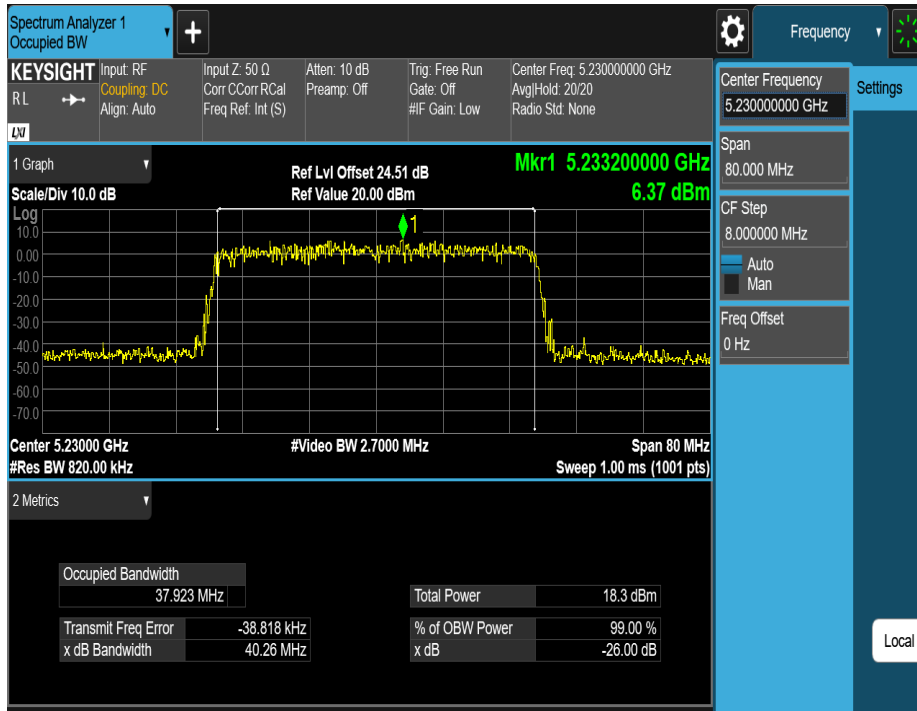 Spectrum Analyzer 1
Occupied BW
+
Frequency
KEYSIGHT
R L
LXI
Input: RF
Coupling: DC
Align: Auto
Input Z: 50 Ω
Corr CCorr RCal
Freq Ref: Int (S)
Atten: 10 dB
Preamp: Off
Trig: Free Run
Gate: Off
#IF Gain: Low
Center Freq: 5.230000000 GHz
Avg|Hold: 20/20
Radio Std: None
Center Frequency
5.230000000 GHz
Settings
Span
80.000 MHz
CF Step
8.000000 MHz
Auto
Man
Freq Offset
0 Hz
Local
1 Graph
Scale/Div 10.0 dB
Ref Lvl Offset 24.51 dB
Ref Value 20.00 dBm
Mkr1 5.233200000 GHz
6.37 dBm
Log
10.0
0.00
-10.0
-20.0
-30.0
-40.0
-50.0
-60.0
-70.0
1
Center 5.23000 GHz
#Video BW 2.7000 MHz
Span 80 MHz
#Res BW 820.00 kHz
Sweep 1.00 ms (1001 pts)
2 Metrics
Occupied Bandwidth
37.923 MHz
Total Power 18.3 dBm
Transmit Freq Error -38.818 kHz
% of OBW Power 99.00 %
x dB Bandwidth 40.26 MHz
x dB -26.00 dB